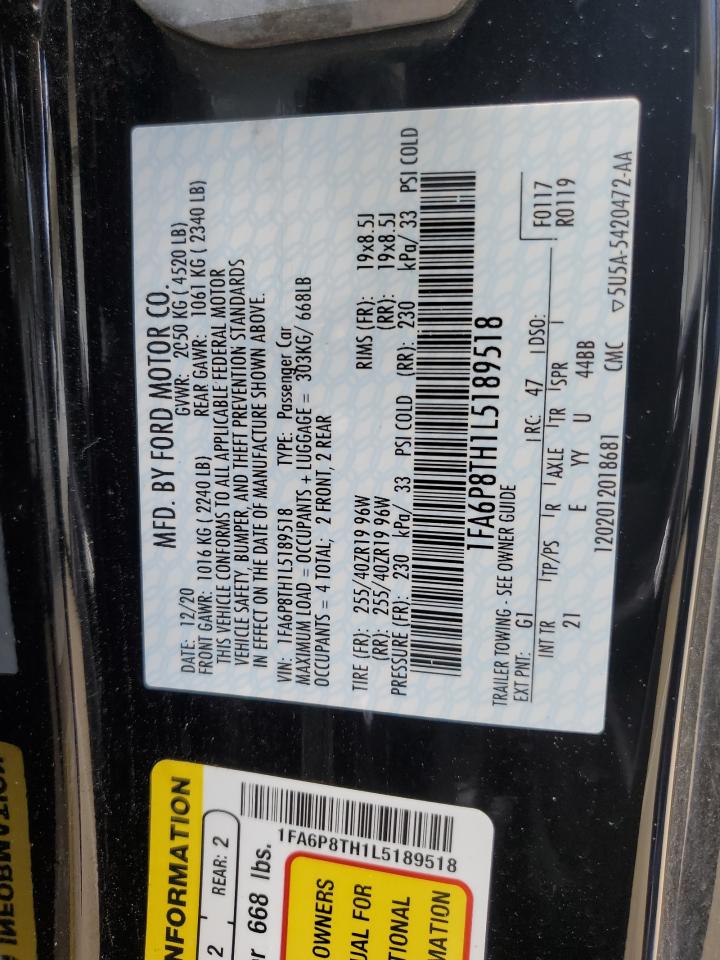 MFD. BY FORD MOTOR CO.
DATE: 12/20 GVWR: 2050 KG ( 4520 LB)
FRONT GAWR: 1016 KG ( 2240 LB) REAR GAWR: 1061 KG ( 2340 LB)
THIS VEHICLE CONFORMS TO ALL APPLICABLE FEDERAL MOTOR
VEHICLE SAFETY, BUMPER, AND THEFT PREVENTION STANDARDS
IN EFFECT ON THE DATE OF MANUFACTURE SHOWN ABOVE.
VIN: 1FA6P8TH1L5189518 TYPE: Passenger Car
MAXIMUM LOAD = OCCUPANTS + LUGGAGE = 303KG/ 668LB
OCCUPANTS = 4 TOTAL; 2 FRONT, 2 REAR
TIRE (FR): 255/40ZR19 96W RIMS (FR): 19x8.5J
(RR): 255/40ZR19 96W (RR): 19x8.5J
PRESSURE (FR): 230 kPa/ 33 PSI COLD (RR): 230 kPa/ 33 PSI COLD
1FA6P8TH1L5189518
TRAILER TOWING - SEE OWNER GUIDE
EXT PNT: G1 RC: 47 DSO: F0117
R0119
INT TR TP/PS R AXLE TR SPR
21 E YY U 44BB
1202012018681 CMC ▽5U5A-5420472-AA
NFORMATION
2 REAR: 2
668 lbs.
1FA6P8TH1L5189518
OWNERS
UAL FOR
TIONAL
MATION